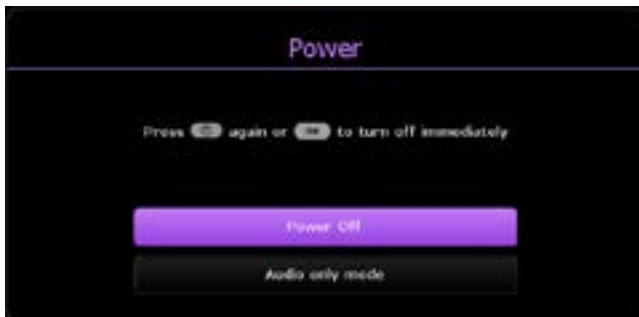 Power
Press again or to turn off immediately
Power Off
Audio only mode